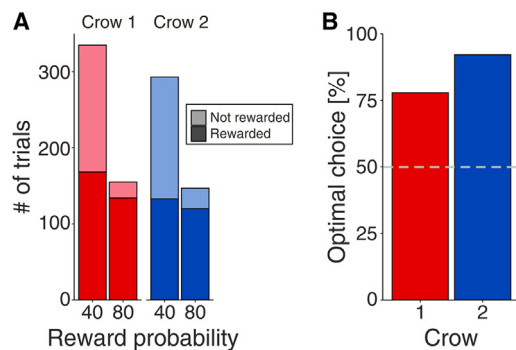 A
Crow 1 Crow 2
# of trials
300
200
100
0
Not rewarded
Rewarded
40 80 40 80
Reward probability
B
Optimal choice [%]
100
75
50
25
0
1 2
Crow